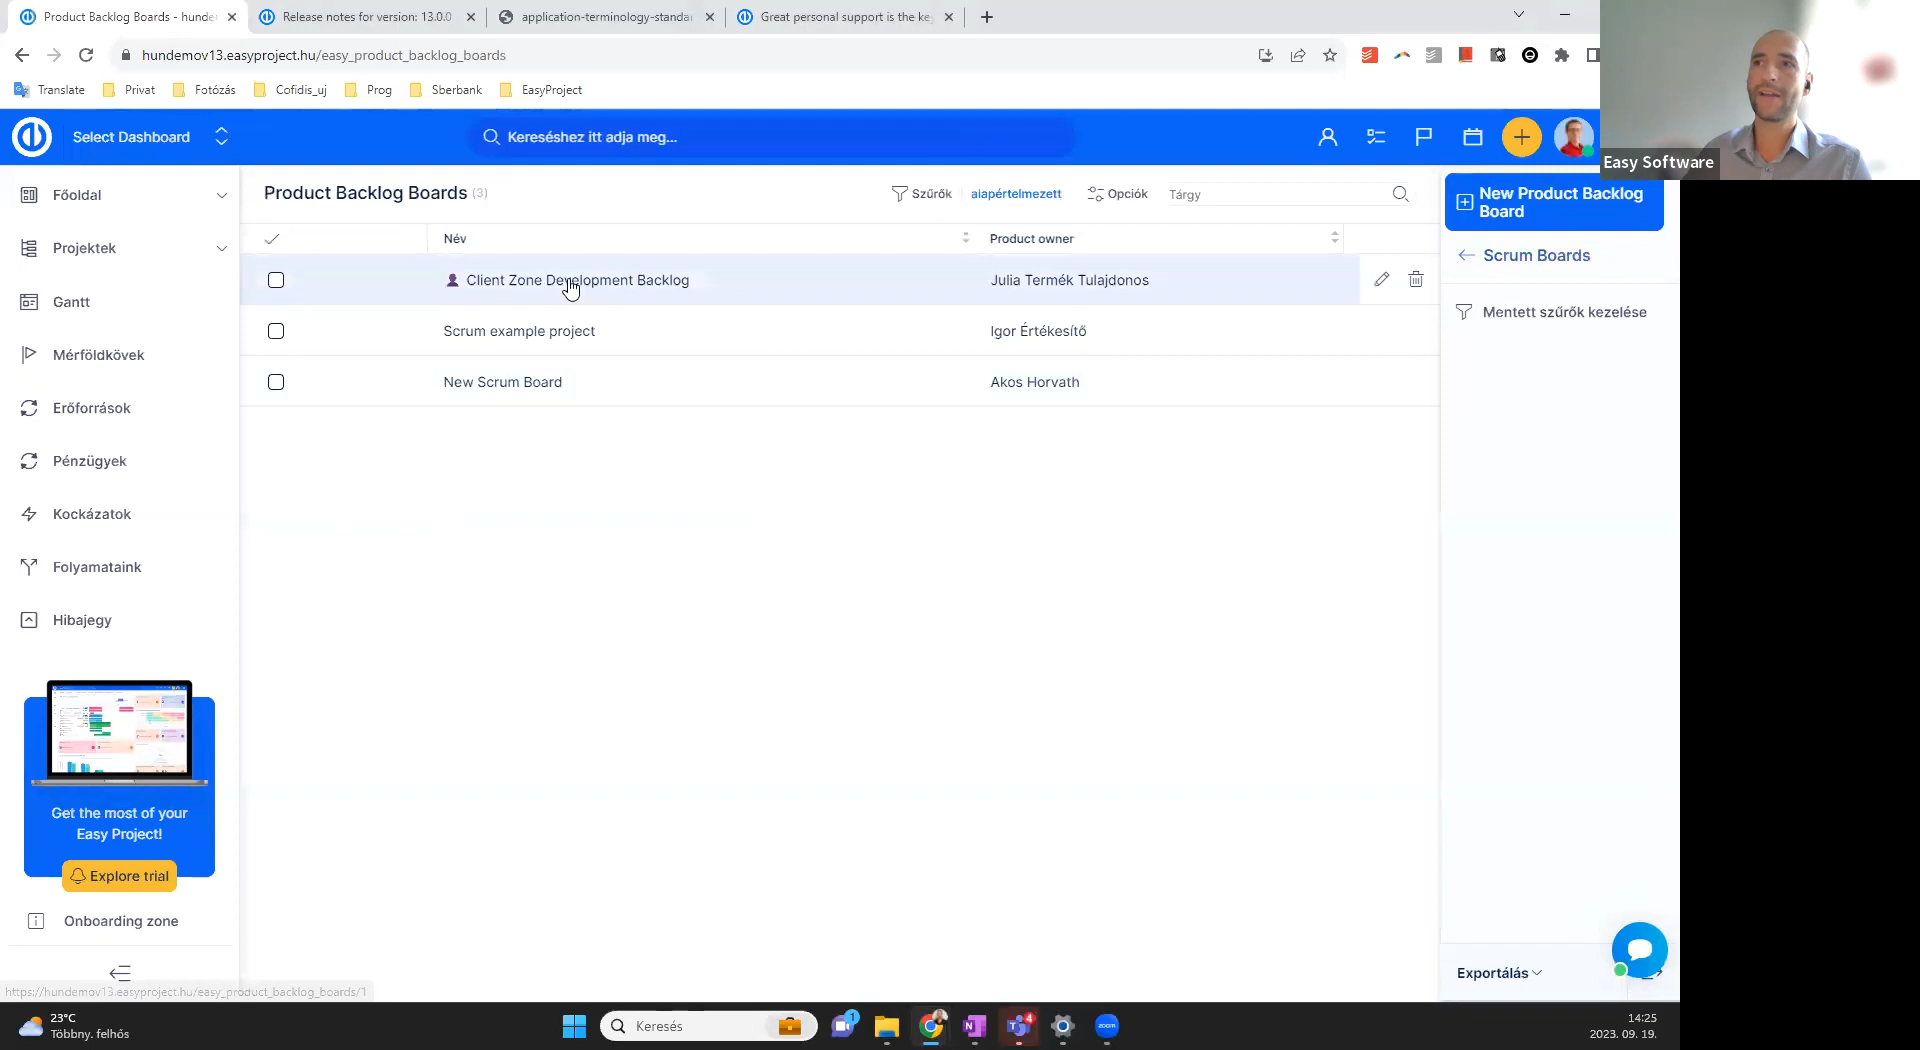 Product Backlog Boards - hunde
Release notes for version: 13.0.0
application-terminology-standa
Great personal support is the ke
hundemov13.easyproject.hu/easy_product_backlog_boards
Translate
Privat
Fotózás
Cofidis_uj
Prog
Sberbank
EasyProject
Select Dashboard
Kereséshez itt adja meg...
Easy Software
Főoldal
Projektek
Gantt
Mérföldkövek
Erőforrások
Pénzügyek
Kockázatok
Folyamataink
Hibajegy
Get the most of your
Easy Project!
Explore trial
Onboarding zone
Product Backlog Boards (3)
Szűrők
alapértelmezett
Opciók
Tárgy
Név
Product owner
Client Zone Development Backlog
Julia Termék Tulajdonos
Scrum example project
Igor Értékesítő
New Scrum Board
Akos Horvath
New Product Backlog
Board
Scrum Boards
Mentett szűrők kezelése
Exportálás
https://hundemov13.easyproject.hu/easy_product_backlog_boards/1
23°C
Többny. felhős
Keresés
1
4
zoom
14:25
2023. 09. 19.